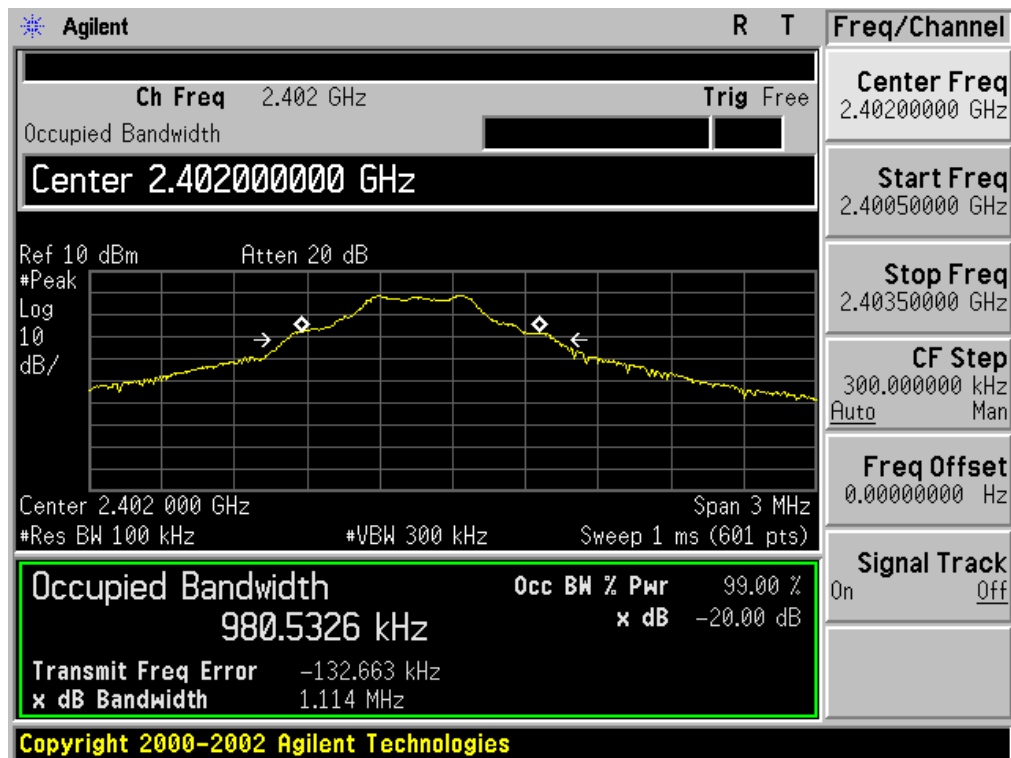 Agilent R T
Ch Freq 2.402 GHz Trig Free
Occupied Bandwidth
Center 2.402000000 GHz
Ref 10 dBm Atten 20 dB
#Peak
Log
10
dB/
Center 2.402 000 GHz Span 3 MHz
#Res BW 100 kHz #VBW 300 kHz Sweep 1 ms (601 pts)
Occupied Bandwidth Occ BW % Pwr 99.00 %
980.5326 kHz x dB -20.00 dB
Transmit Freq Error -132.663 kHz
x dB Bandwidth 1.114 MHz
Copyright 2000-2002 Agilent Technologies
Freq/Channel
Center Freq
2.40200000 GHz
Start Freq
2.40050000 GHz
Stop Freq
2.40350000 GHz
CF Step
300.000000 kHz
Auto Man
Freq Offset
0.00000000 Hz
Signal Track
On Off